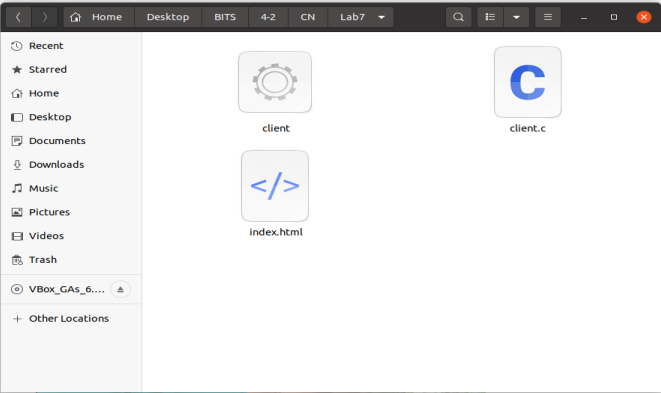 Home Desktop BITS 4-2 CN Lab7
Recent
Starred
Home
Desktop
Documents
Downloads
Music
Pictures
Videos
Trash
VBox_GAs_6....
Other Locations
client
client.c
index.html